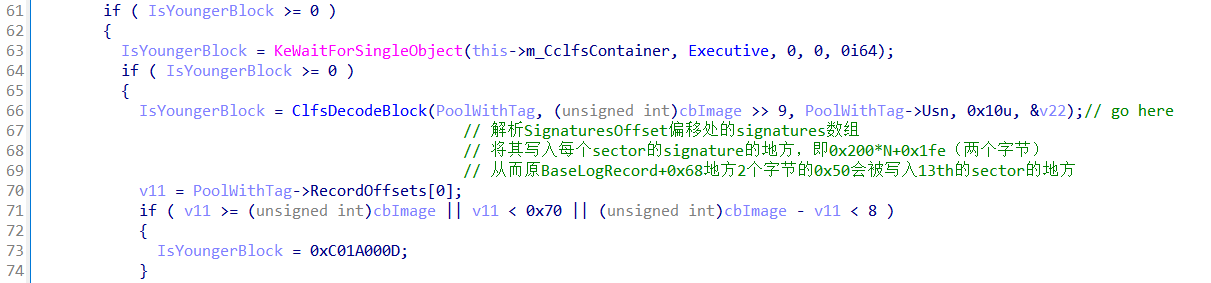 61 if ( IsYoungerBlock >= 0 )
62 {
63 IsYoungerBlock = KeWaitForSingleObject(this->m_CclfsContainer, Executive, 0, 0, 0i64);
64 if ( IsYoungerBlock >= 0 )
65 {
66 IsYoungerBlock = ClfsDecodeBlock(PoolWithTag, (unsigned int)cbImage >> 9, PoolWithTag->Usn, 0x10u, &v22);// go here
67 // 解析SignaturesOffset偏移处的signatures数组
68 // 将其写入每个sector的signature的地方，即0x200*N+0x1fe（两个字节）
69 // 从而原BaseLogRecord+0x68地方2个字节的0x50会被写入13th的sector的地方
70 v11 = PoolWithTag->RecordOffsets[0];
71 if ( v11 >= (unsigned int)cbImage || v11 < 0x70 || (unsigned int)cbImage - v11 < 8 )
72 {
73 IsYoungerBlock = 0xC01A000D;
74 }